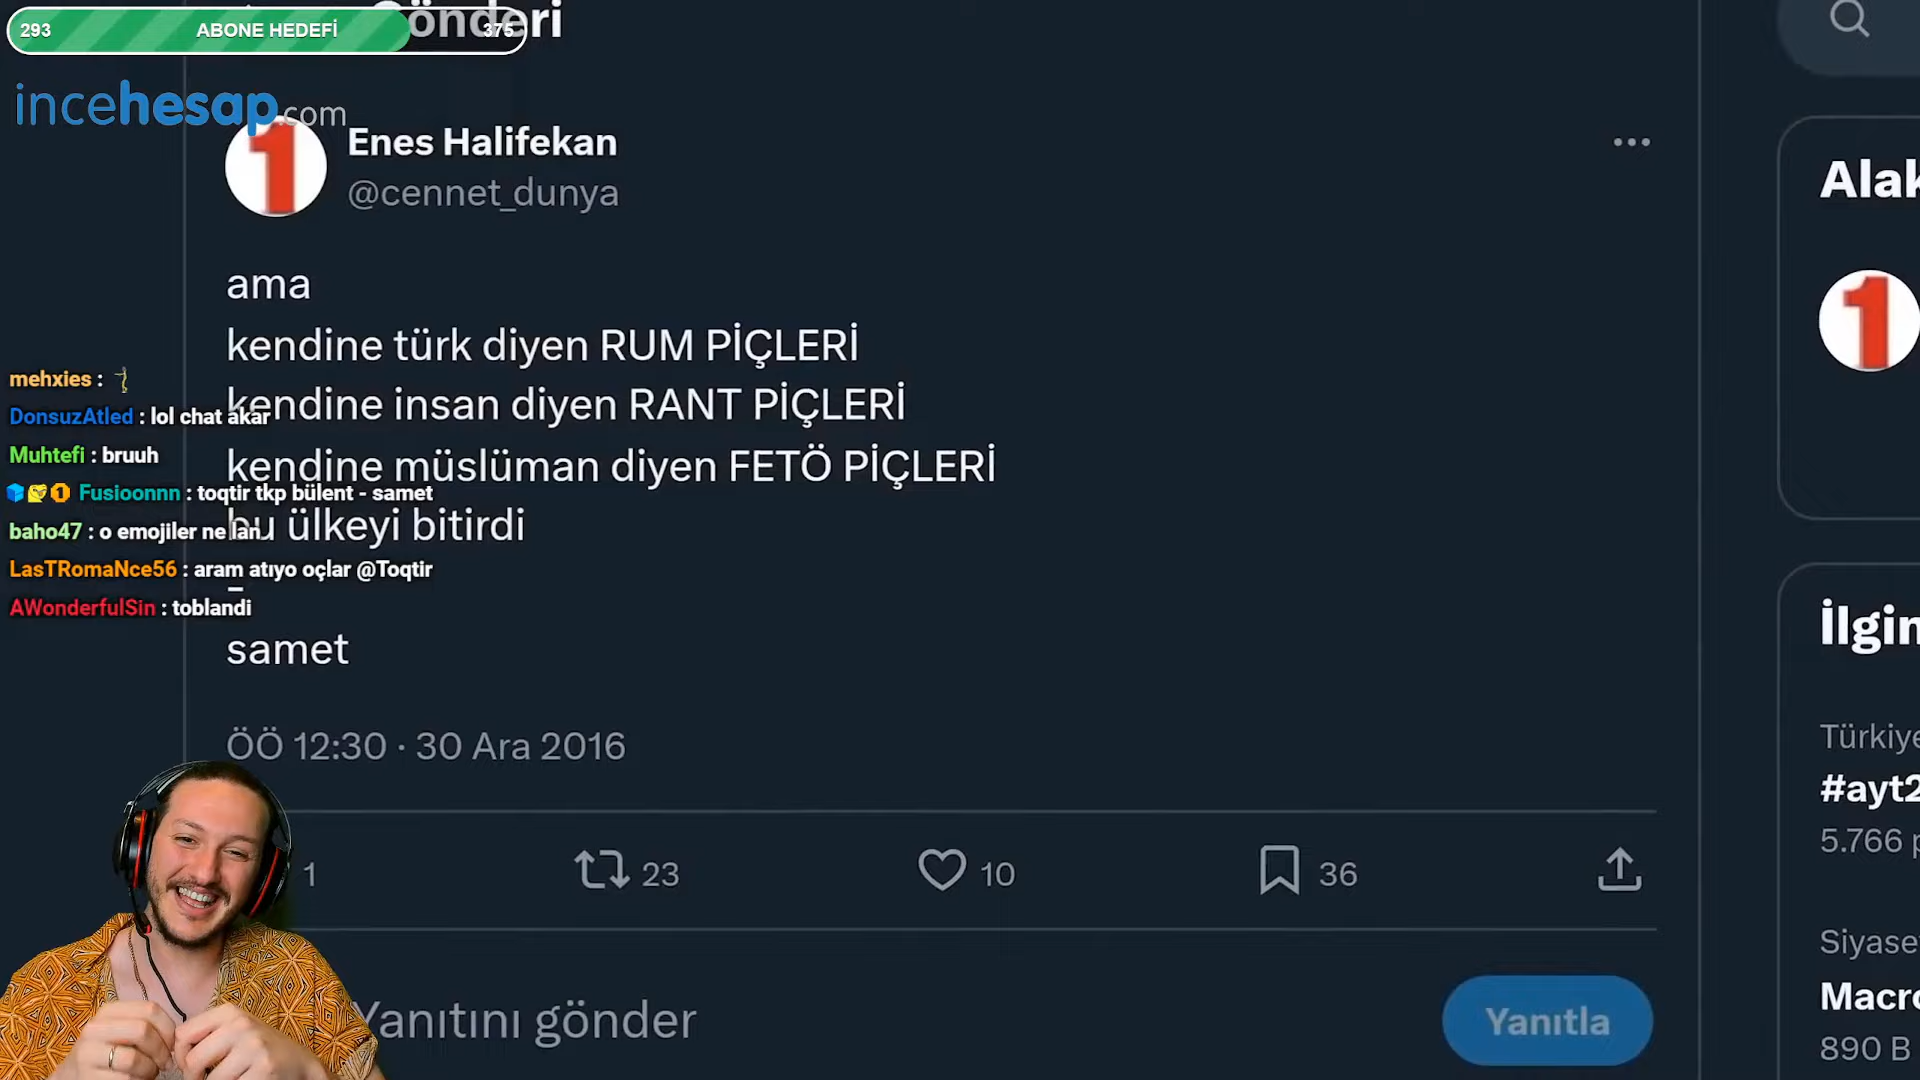 293 ABONE HEDEFİ 375
Gönderi
incehesap.com
Enes Halifekan
@cennet_dunya
ama
kendine türk diyen RUM PİÇLERİ
kendine insan diyen RANT PİÇLERİ
kendine müslüman diyen FETÖ PİÇLERİ
bu ülkeyi bitirdi
_
samet
ÖÖ 12:30 · 30 Ara 2016
1 23 10 36
Yanıtını gönder
Yanıtla
mehxies :
DonsuzAtled : lol chat akar
Muhtefi : bruuh
Fusioonnn : toqtir tkp bülent - samet
baho47 : o emojiler ne lan
LasTRomaNce56 : aram atıyo oçlar @Toqtir
AWonderfulSin : toblandi
Alak
1
1
İlgin
Türkiye
#ayt2
5.766 p
Siyase
Macro
890 B